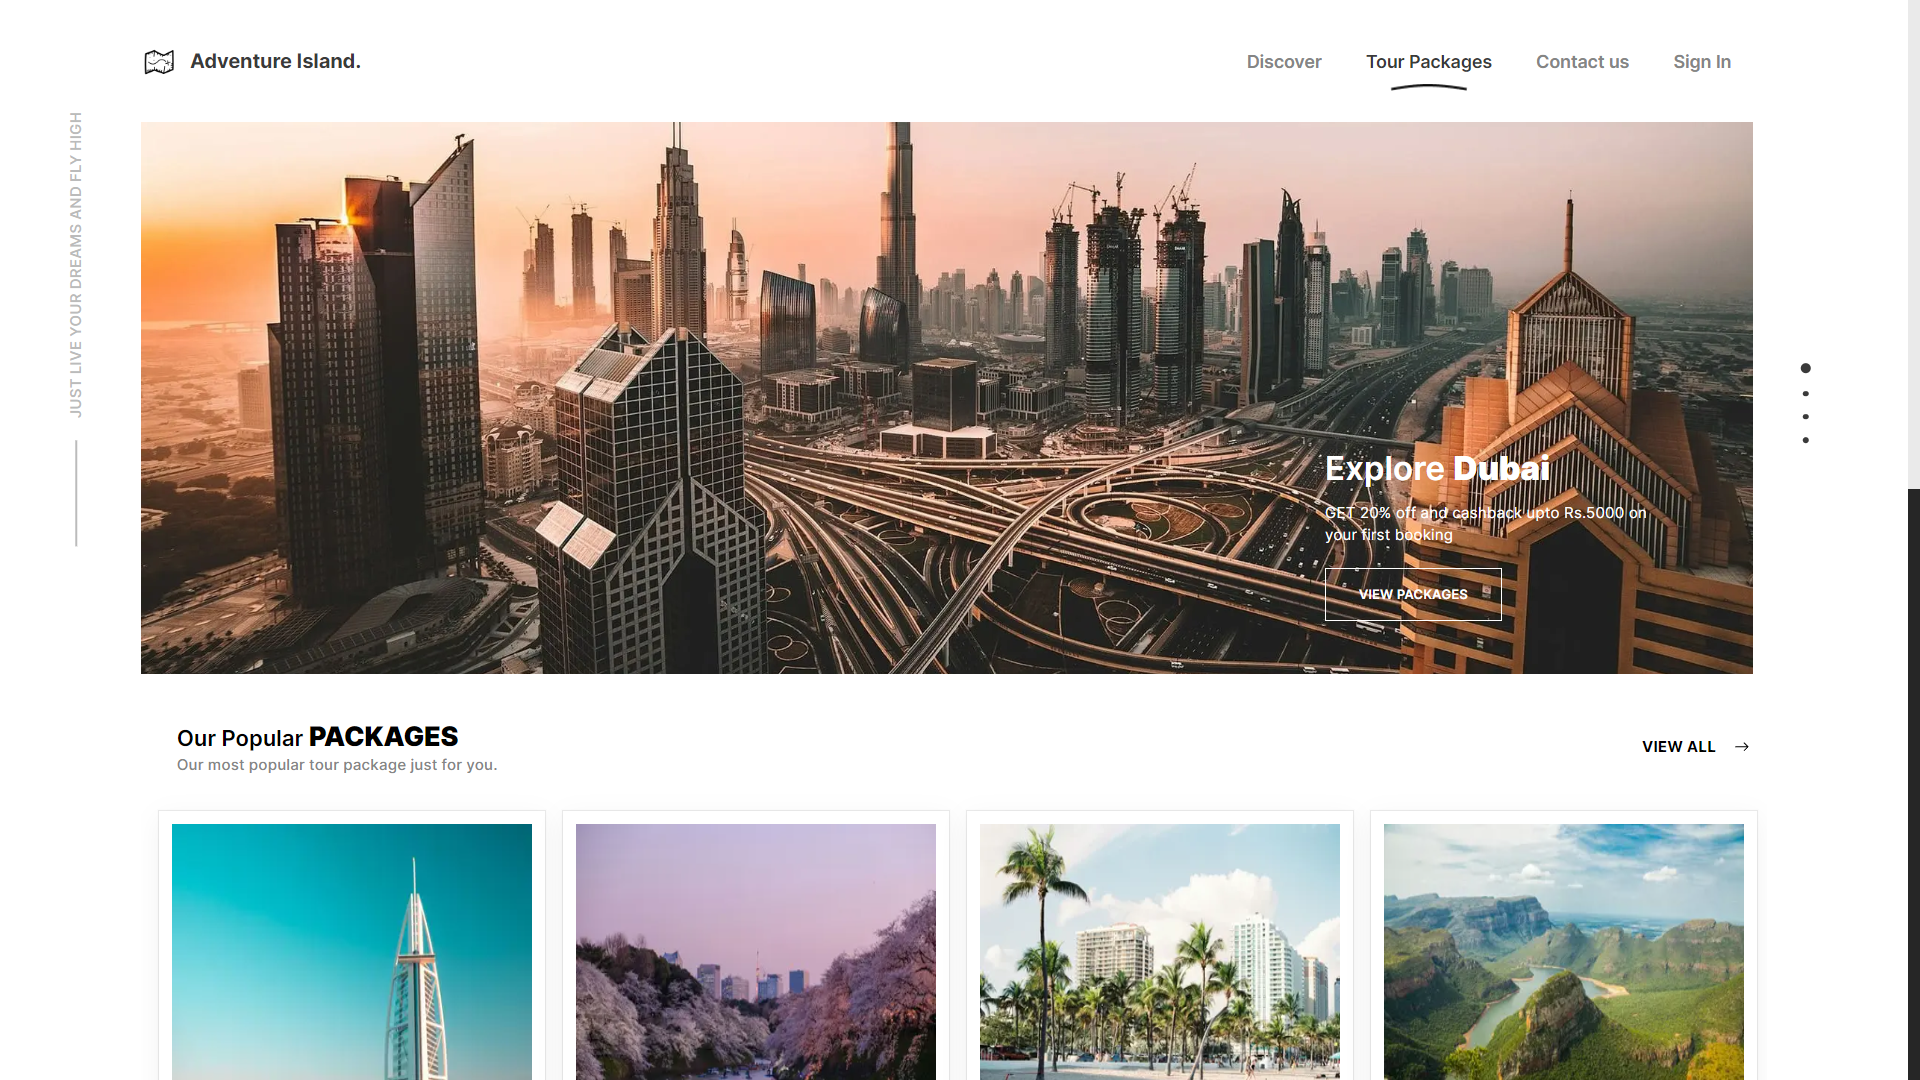 Adventure Island.
Discover
Tour Packages
Contact us
Sign In
JUST LIVE YOUR DREAMS AND FLY HIGH
Explore Dubai
GET 20% off and cashback upto Rs.5000 on
your first booking
VIEW PACKAGES
Our Popular PACKAGES
Our most popular tour package just for you.
VIEW ALL